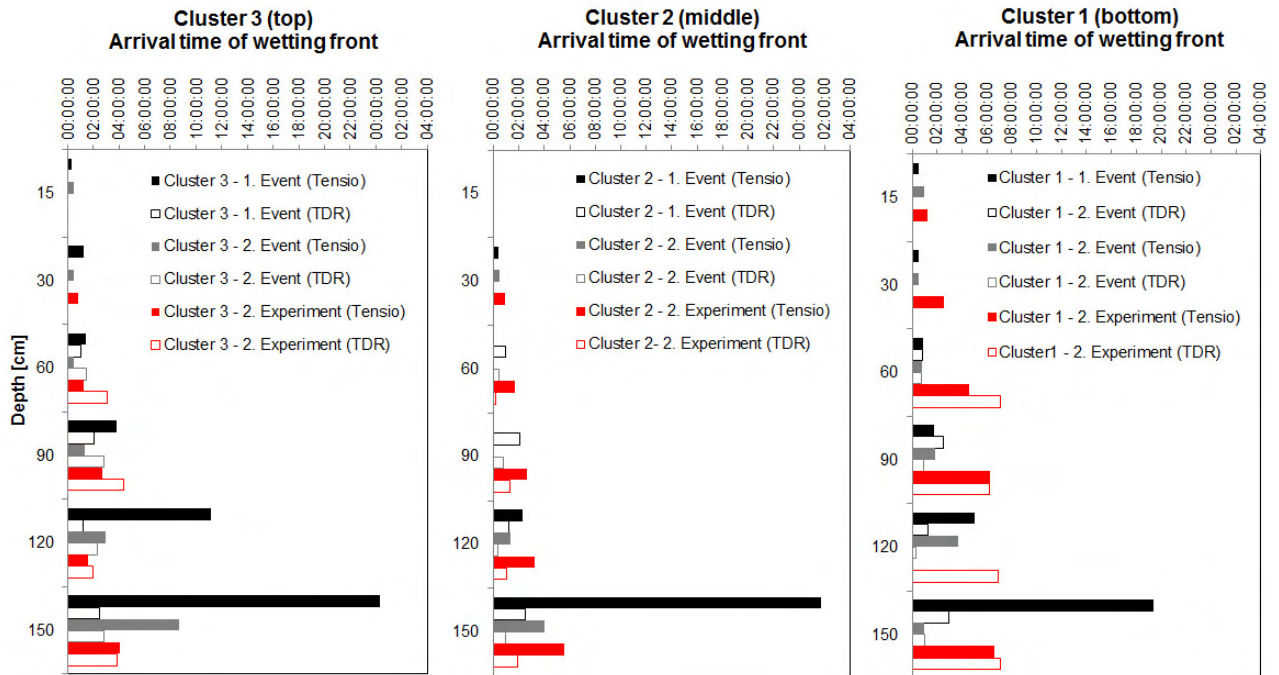 Cluster 3 (top)
Arrival time of wetting front
00:00:00
02:00:00
04:00:00
06:00:00
08:00:00
10:00:00
12:00:00
14:00:00
16:00:00
18:00:00
20:00:00
22:00:00
00:00:00
02:00:00
04:00:00
Depth [cm]
15
30
60
90
120
150
Cluster 3 - 1. Event (Tensio)
Cluster 3 - 1. Event (TDR)
Cluster 3 - 2. Event (Tensio)
Cluster 3 - 2. Event (TDR)
Cluster 3 - 2. Experiment (Tensio)
Cluster 3 - 2. Experiment (TDR)
Cluster 2 (middle)
Arrival time of wetting front
00:00:00
02:00:00
04:00:00
06:00:00
08:00:00
10:00:00
12:00:00
14:00:00
16:00:00
18:00:00
20:00:00
22:00:00
00:00:00
02:00:00
04:00:00
15
30
60
90
120
150
Cluster 2 - 1. Event (Tensio)
Cluster 2 - 1. Event (TDR)
Cluster 2 - 2. Event (Tensio)
Cluster 2 - 2. Event (TDR)
Cluster 2 - 2. Experiment (Tensio)
Cluster 2- 2. Experiment (TDR)
Cluster 1 (bottom)
Arrival time of wetting front
00:00:00
02:00:00
04:00:00
06:00:00
08:00:00
10:00:00
12:00:00
14:00:00
16:00:00
18:00:00
20:00:00
22:00:00
00:00:00
02:00:00
04:00:00
15
30
60
90
120
150
Cluster 1 - 1. Event (Tensio)
Cluster 1 - 2. Event (TDR)
Cluster 1 - 2. Event (Tensio)
Cluster 1 - 2. Event (TDR)
Cluster 1 - 2. Experiment (Tensio)
Cluster1 - 2. Experiment (TDR)